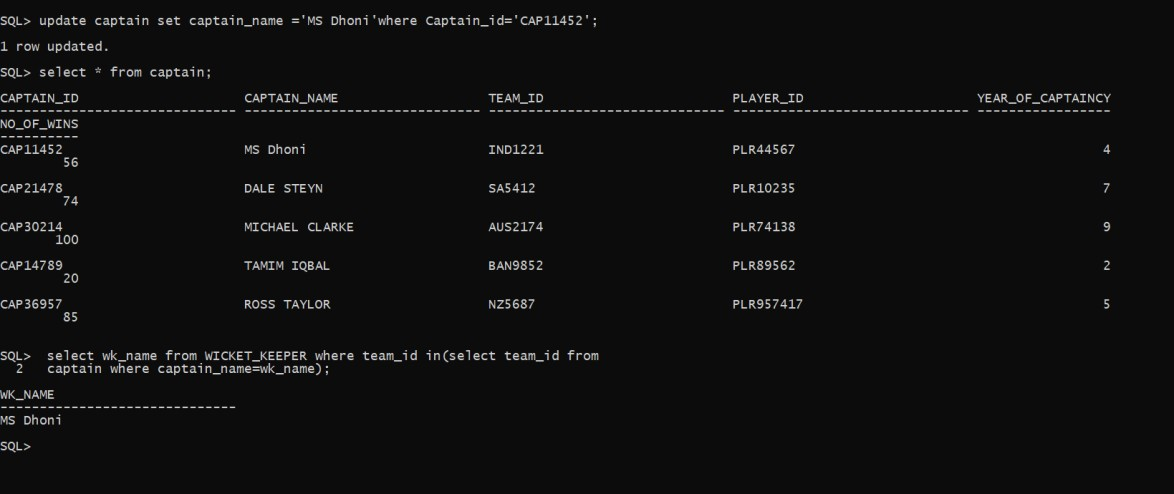 SQL> update captain set captain_name ='MS Dhoni'where Captain_id='CAP11452';
1 row updated.
SQL> select * from captain;
CAPTAIN_ID CAPTAIN_NAME TEAM_ID PLAYER_ID YEAR_OF_CAPTAINCY
------------------------------ ------------------------------ ------------------------------ ------------------------------ -----------------
NO_OF_WINS
----------
CAP11452 MS Dhoni IND1221 PLR44567 4
56
CAP21478 DALE STEYN SA5412 PLR10235 7
74
CAP30214 MICHAEL CLARKE AUS2174 PLR74138 9
100
CAP14789 TAMIM IQBAL BAN9852 PLR89562 2
20
CAP36957 ROSS TAYLOR NZ5687 PLR957417 5
85
SQL>  select wk_name from WICKET_KEEPER where team_id in(select team_id from
2   captain where captain_name=wk_name);
WK_NAME
------------------------------
MS Dhoni
SQL>